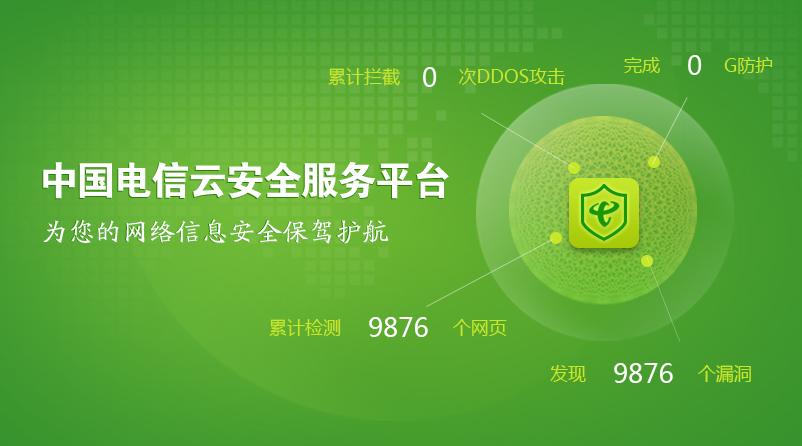 完成 0 G防护
累计拦截 0 次DDOS攻击
中国电信云安全服务平台
为您的网络信息安全保驾护航
累计检测 9876 个网页
发现 9876 个漏洞